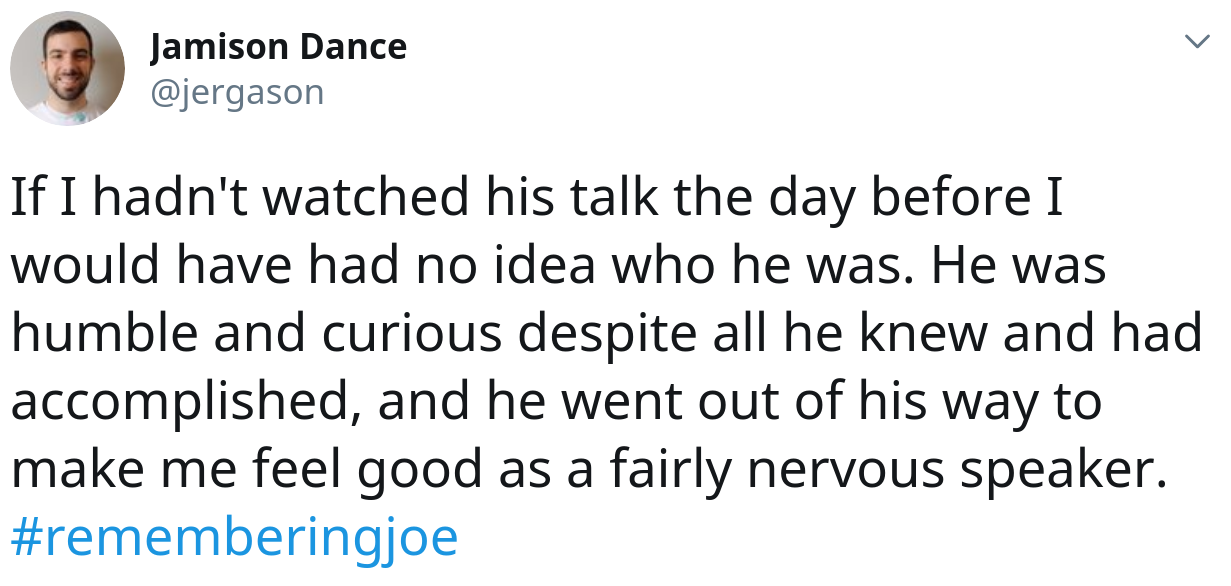 Jamison Dance
@jergason
If I hadn't watched his talk the day before I
would have had no idea who he was. He was
humble and curious despite all he knew and had
accomplished, and he went out of his way to
make me feel good as a fairly nervous speaker.
#rememberingjoe